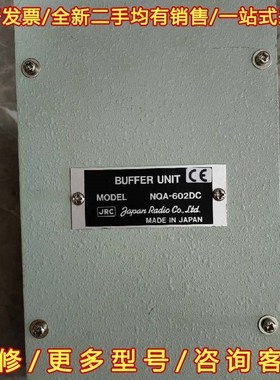 发票/全新二手均有销售/一站式
BUFFER UNIT CE
MODEL NQA-602DC
JRC Japan Radio Co., Ltd.
MADE IN JAPAN
修/更多型号/咨询客